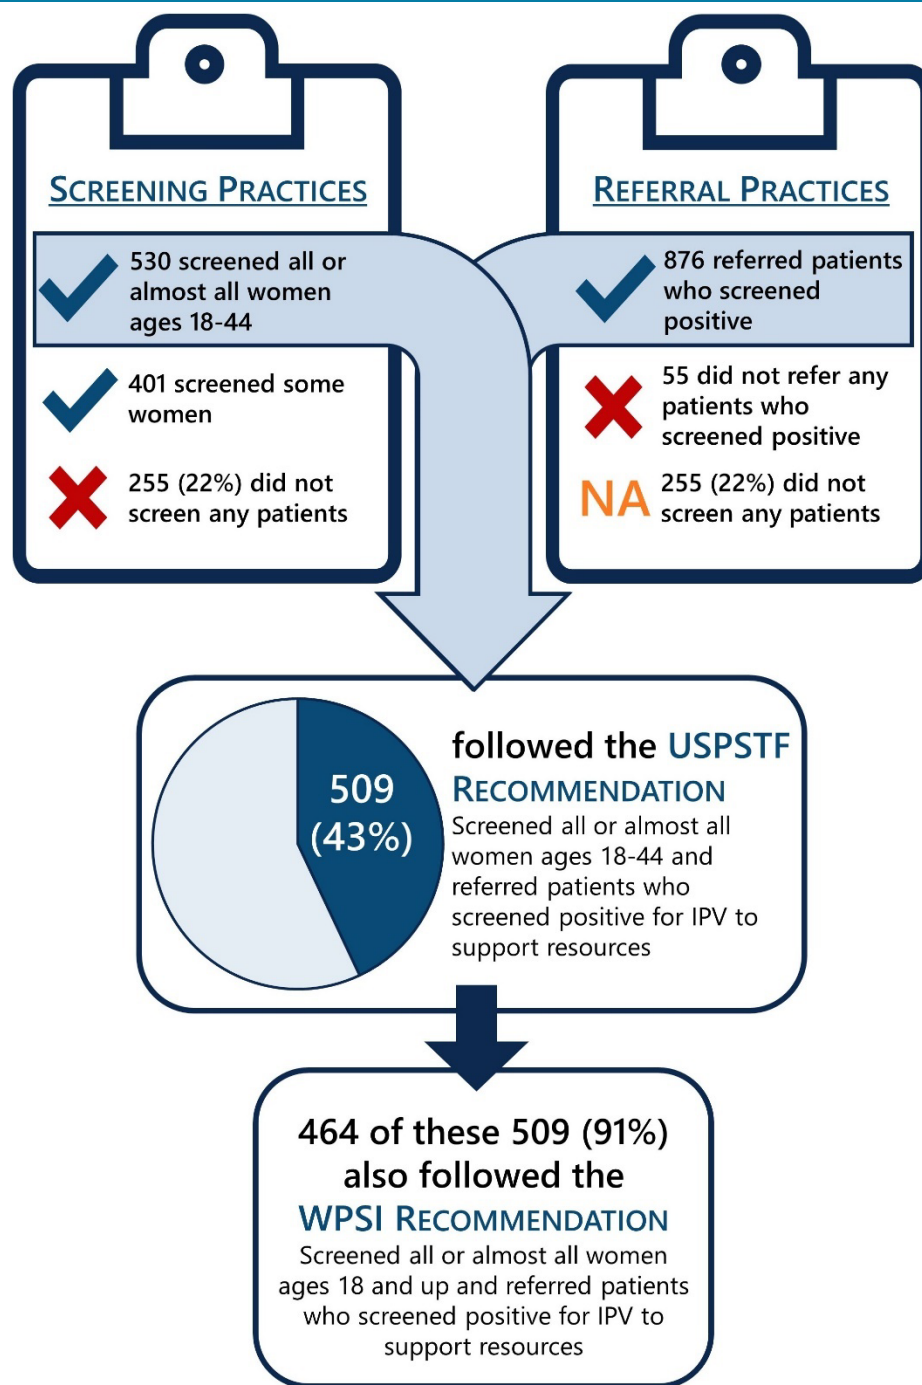 SCREENING PRACTICES
530 screened all or
almost all women
ages 18-44
401 screened some
women
255 (22%) did not
screen any patients
REFERRAL PRACTICES
876 referred patients
who screened
positive
55 did not refer any
patients who
screened positive
NA
255 (22%) did not
screen any patients
509
(43%)
followed the USPSTF
RECOMMENDATION
Screened all or almost all
women ages 18-44 and
referred patients who
screened positive for IPV to
support resources
464 of these 509 (91%)
also followed the
WPSI RECOMMENDATION
Screened all or almost all women
ages 18 and up and referred patients
who screened positive for IPV to
support resources